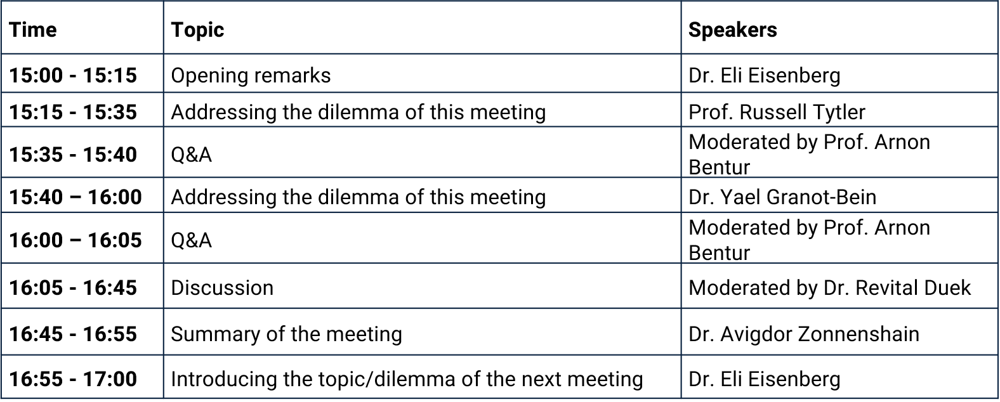 Time Topic Speakers
15:00 - 15:15 Opening remarks Dr. Eli Eisenberg
15:15 - 15:35 Addressing the dilemma of this meeting Prof. Russell Tytler
15:35 - 15:40 Q&A Moderated by Prof. Arnon
Bentur
15:40 – 16:00 Addressing the dilemma of this meeting Dr. Yael Granot-Bein
16:00 – 16:05 Q&A Moderated by Prof. Arnon
Bentur
16:05 - 16:45 Discussion Moderated by Dr. Revital Duek
16:45 - 16:55 Summary of the meeting Dr. Avigdor Zonnenshain
16:55 - 17:00 Introducing the topic/dilemma of the next meeting Dr. Eli Eisenberg